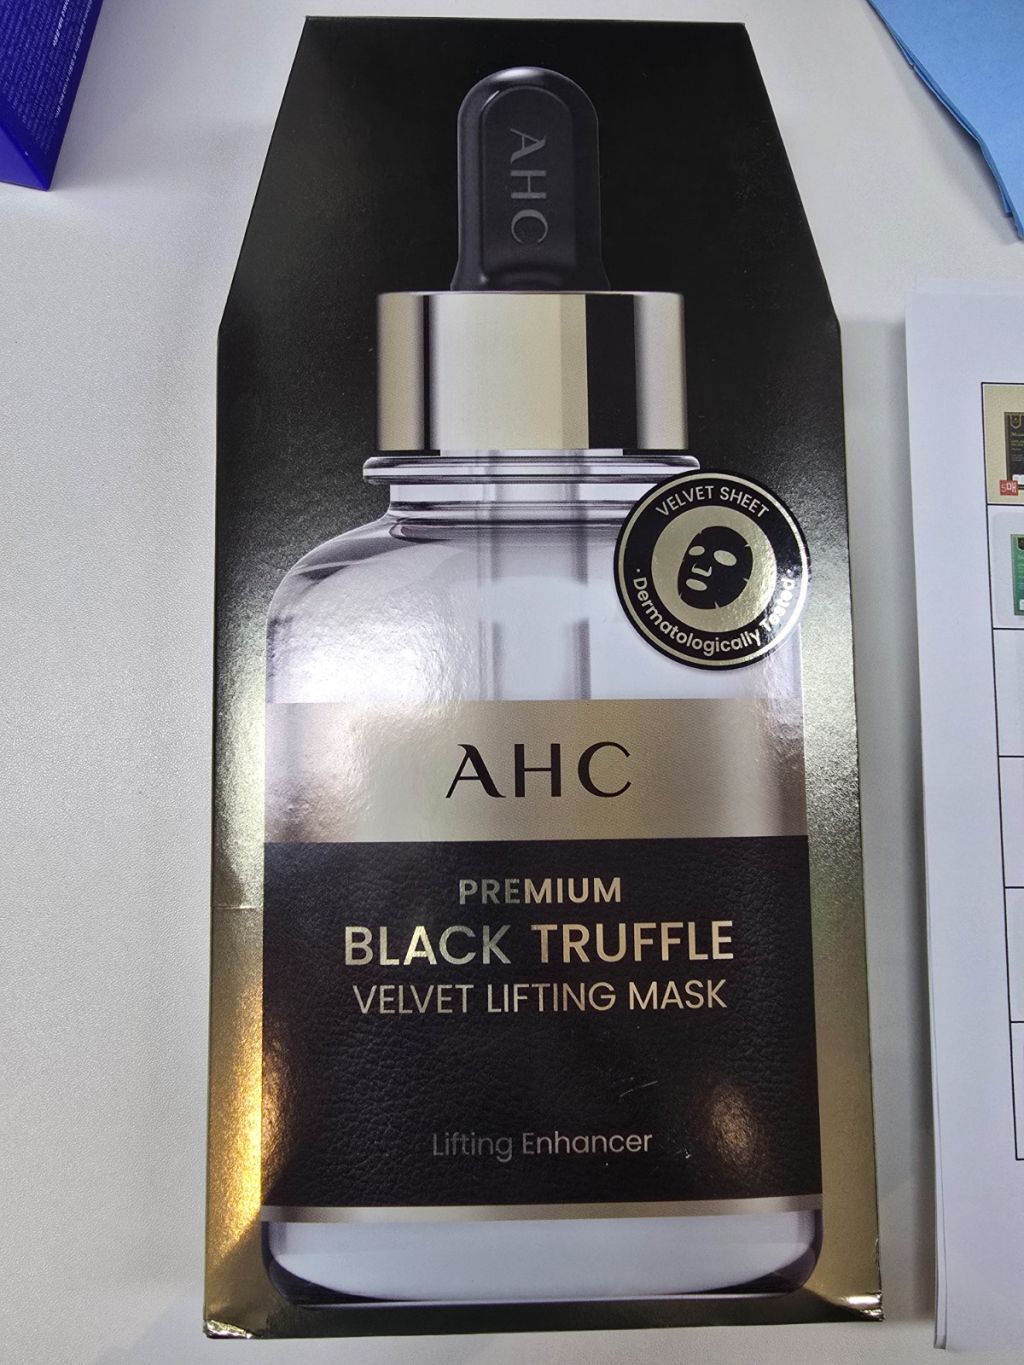 AHC
VELVET SHEET
· Dermatologically Tested ·
AHC
PREMIUM
BLACK TRUFFLE
VELVET LIFTING MASK
Lifting Enhancer